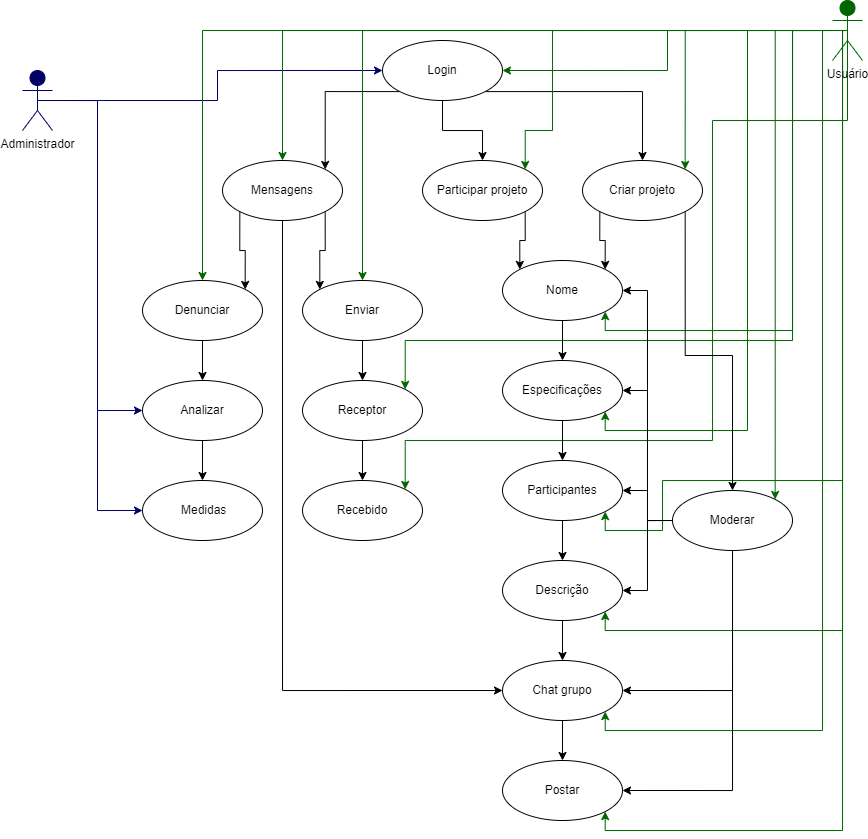 Usuário
Login
Administrador
Mensagens
Participar projeto
Criar projeto
Nome
Denunciar
Enviar
Especificações
Analizar
Receptor
Participantes
Medidas
Recebido
Moderar
Descrição
Chat grupo
Postar